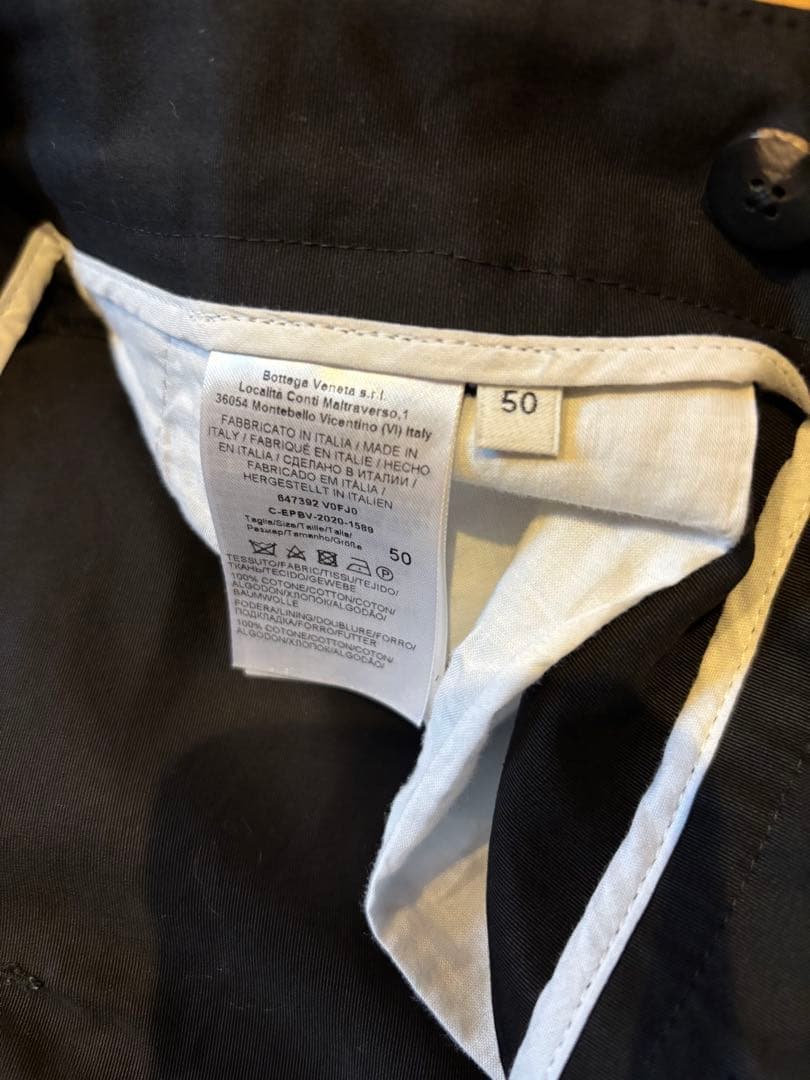 Bottega Veneta s.r.l.
Località Conti Maltraverso,1
36054 Montebello Vicentino (VI) Italy
FABBRICATO IN ITALIA / MADE IN
ITALY / FABRIQUÉ EN ITALIE / HECHO
EN ITALIA / СДЕЛАНО В ИТАЛИИ /
FABRICADO EM ITÁLIA /
HERGESTELLT IN ITALIEN
647392 V0FJ0
C-EPBV-2020-1589
Taglia/Size/Taille/Talla/
Размер/Tamanho/Größe 50
P
TESSUTO/FABRIC/TISSU/TEJIDO/
ТКАНЬ/TECIDO/GEWEBE
100% COTONE/COTTON/COTON/
ALGODON/ХЛОПОК/ALGODÃO/
BAUMWOLLE
FODERA/LINING/DOUBLURE/FORRO/
ПОДКЛАДКА/FORRO/FUTTER
100% COTONE/COTTON/COTON/
ALGODON/ХЛОПОК/ALGODÃO/
50